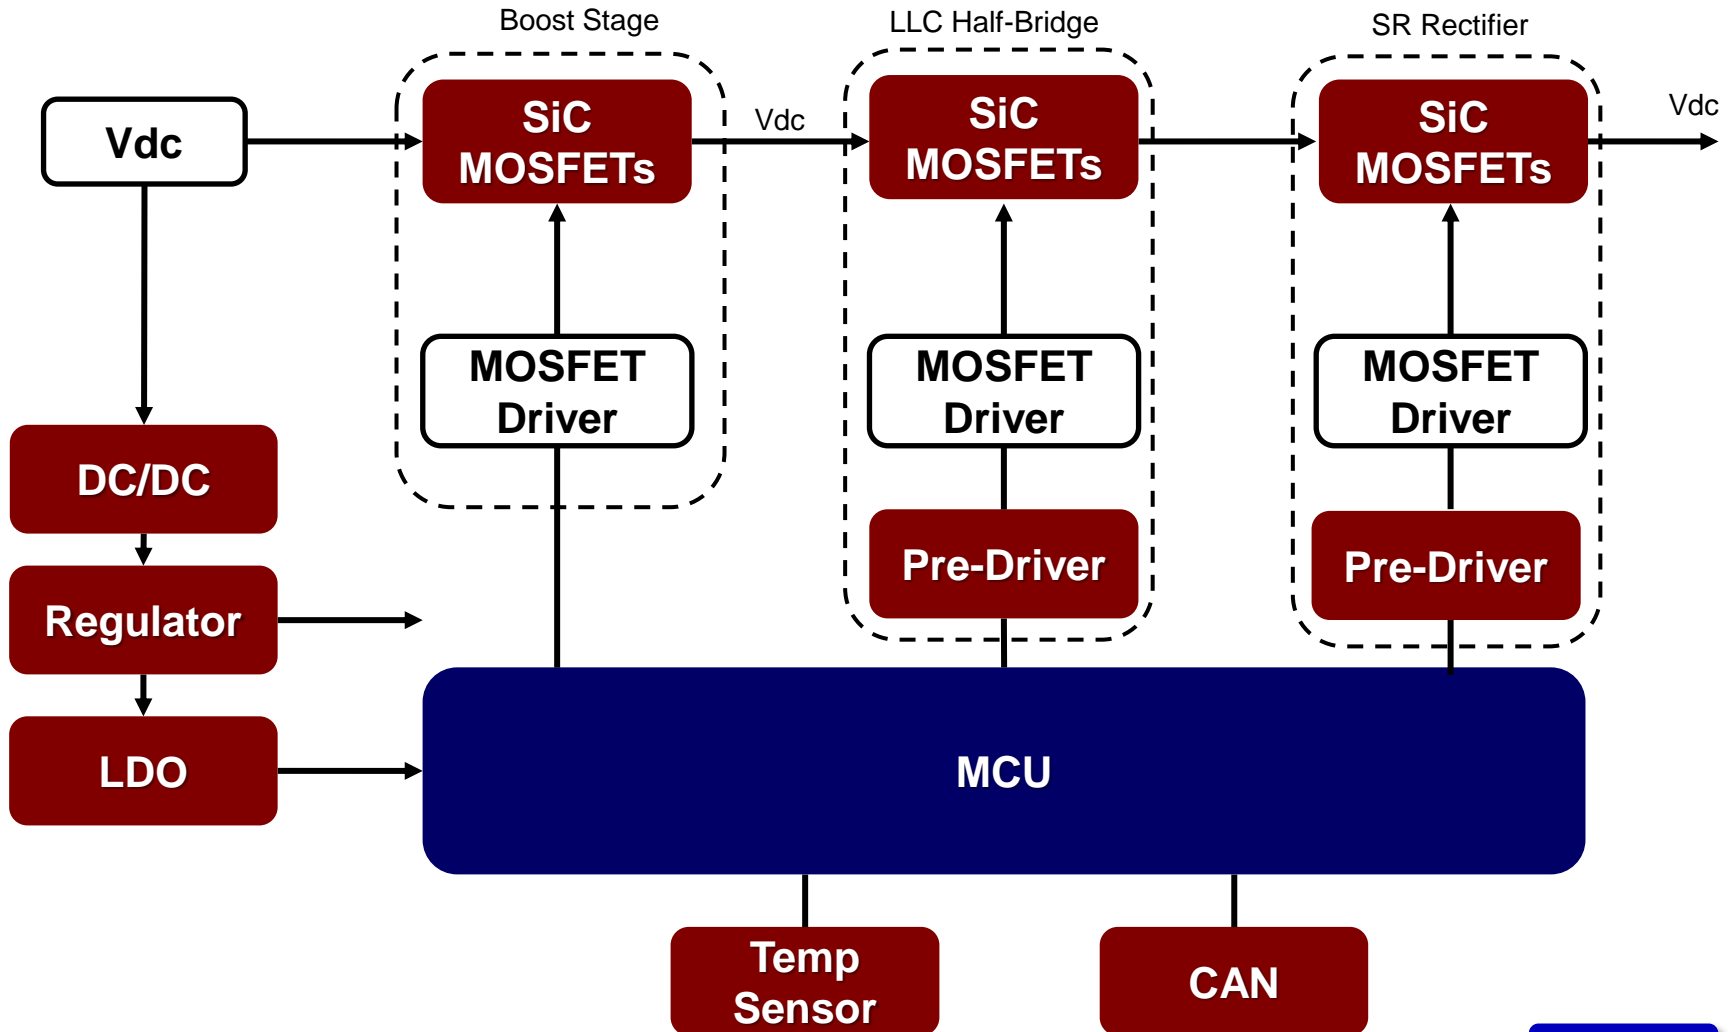 Boost Stage
LLC Half-Bridge
SR Rectifier
Vdc
SiC
MOSFETs
Vdc
SiC
MOSFETs
SiC
MOSFETs
Vdc
MOSFET
Driver
MOSFET
Driver
MOSFET
Driver
DC/DC
Pre-Driver
Pre-Driver
Regulator
LDO
MCU
Temp
Sensor
CAN